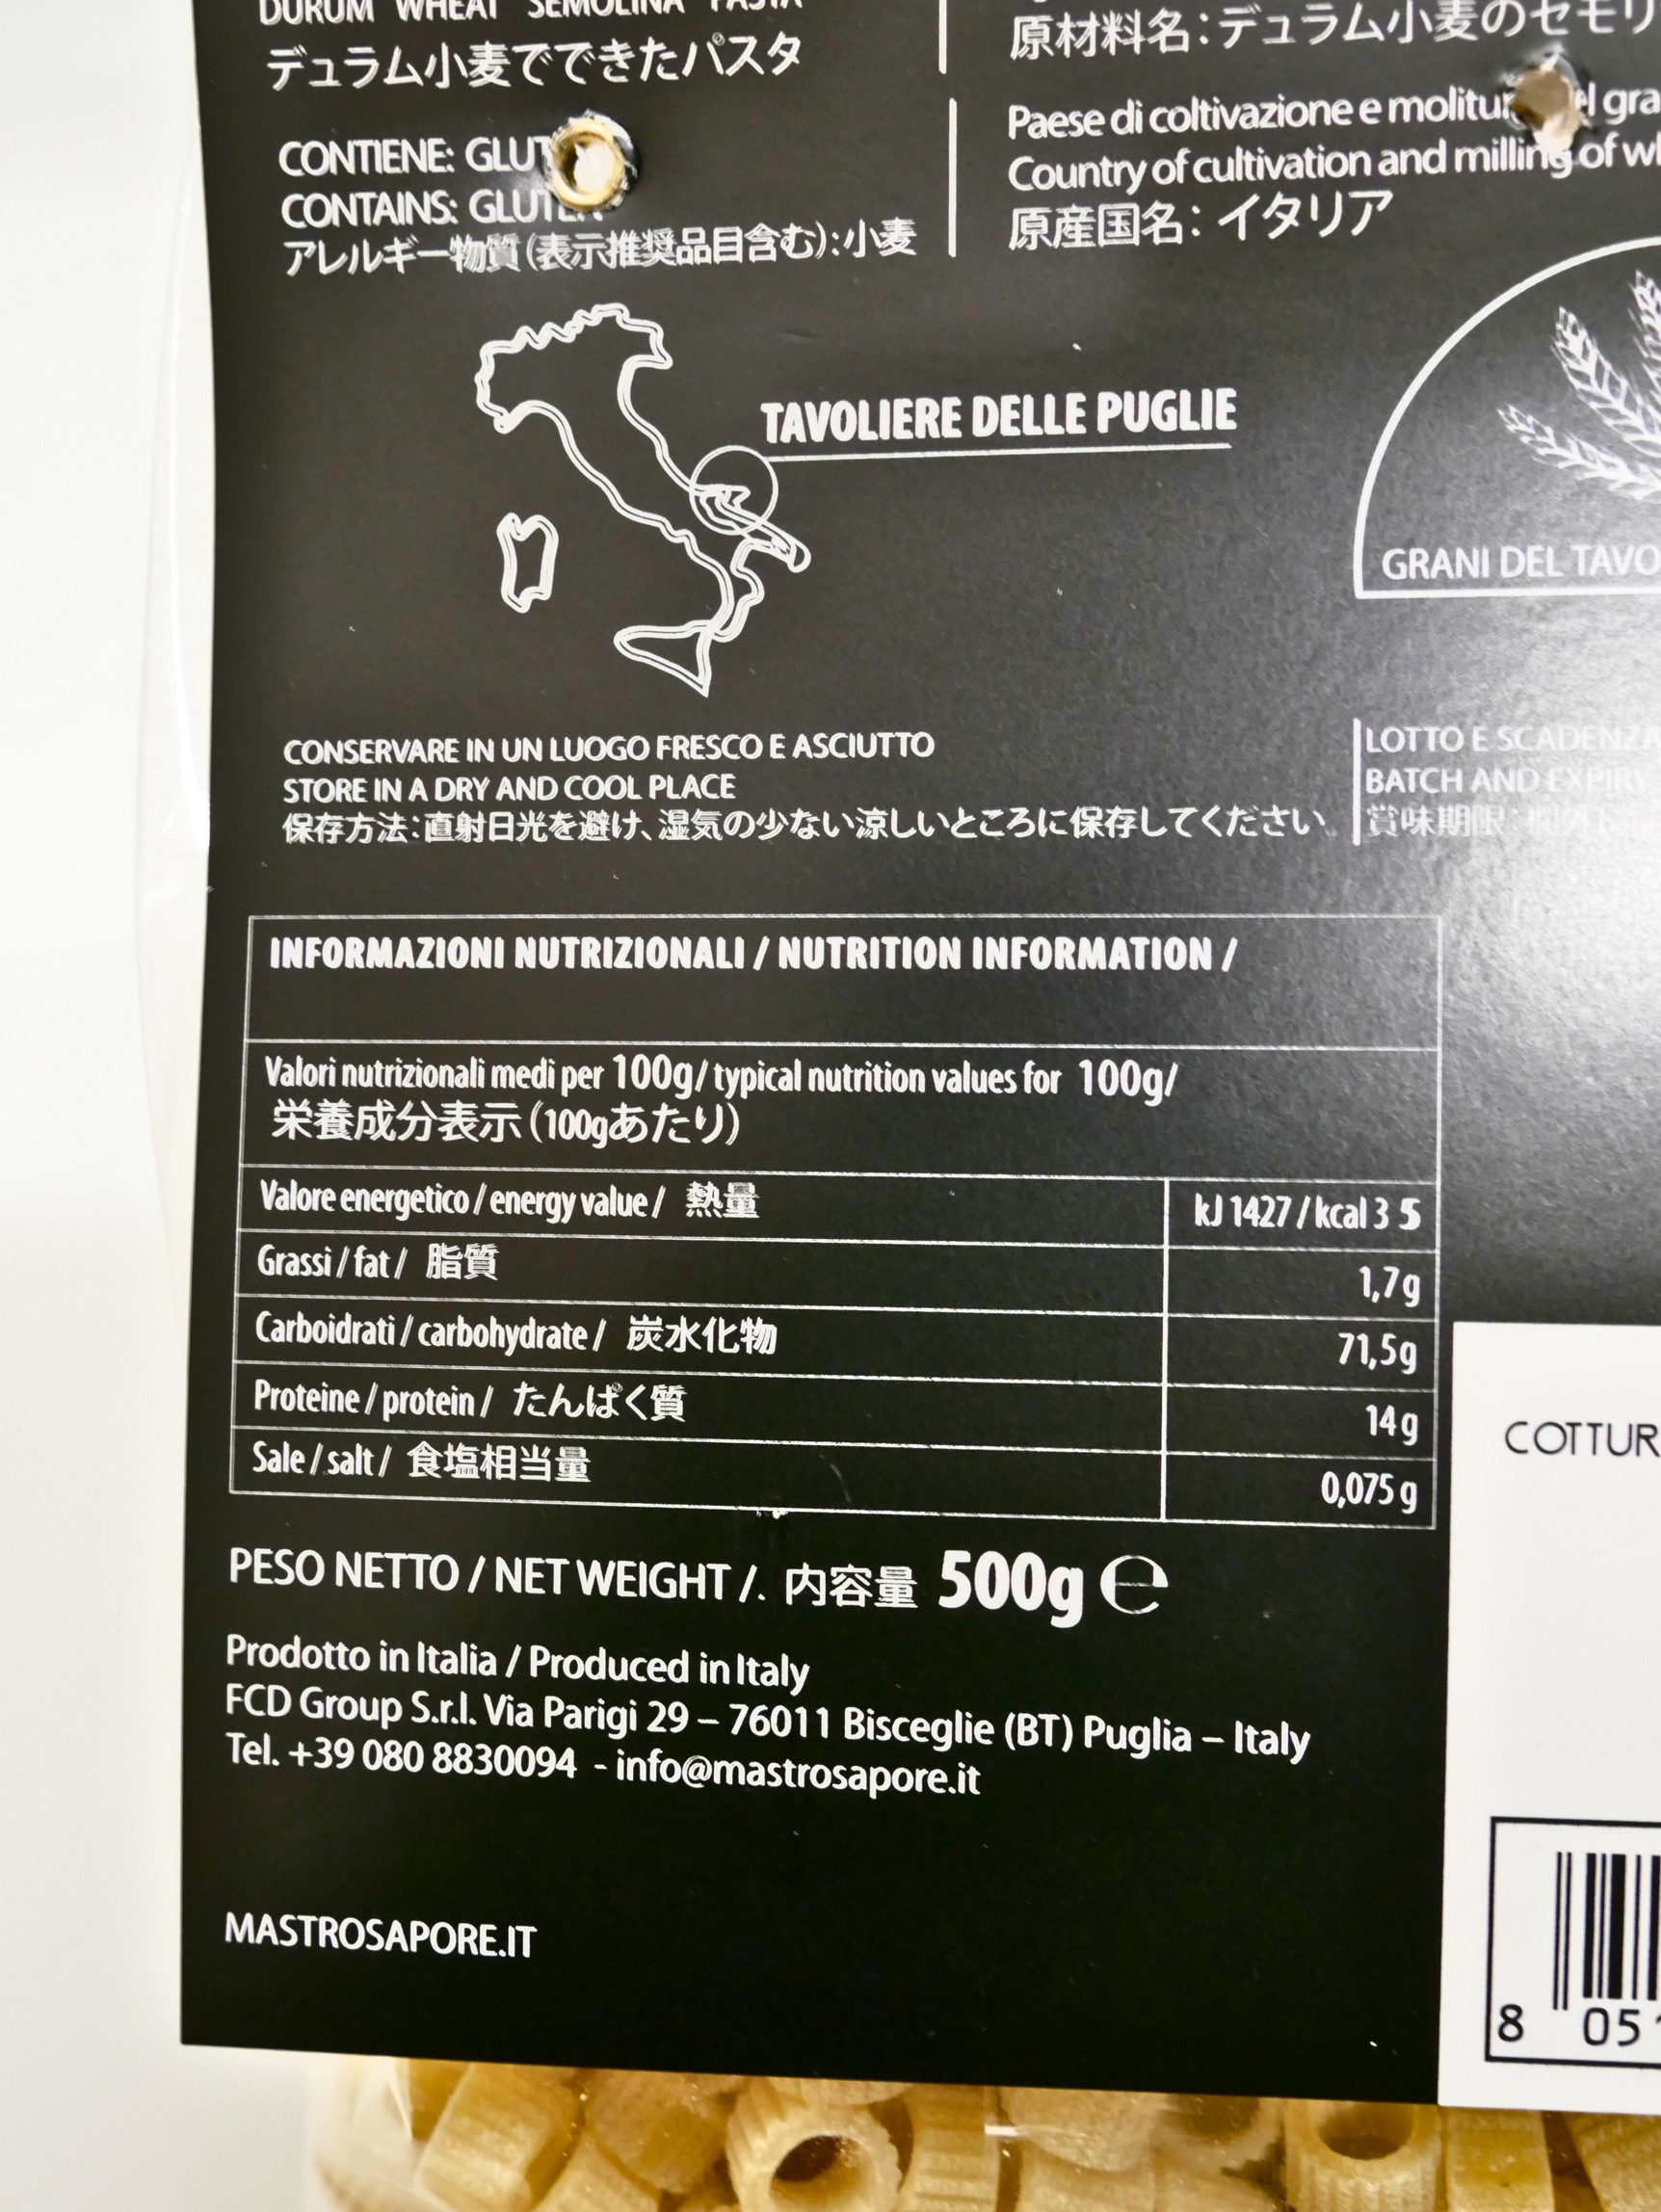 DURUM WHEAT SEMOLINA PASTA
デュラム小麦でできたパスタ
CONTIENE:
CONTAINS:
アレルギー物質(表示推奨品目含む):小麦
原材料名:デュラム小麦のセモリ
Paese di coltivazione e
Country of cultivation and milling of
原産国名: イタリア
TAVOLIERE DELLE PUGLIE
GRANI DEL TAVO
CONSERVARE IN UN LUOGO FRESCO E ASCIUTTO
STORE IN A DRY AND COOL PLACE
保存方法:直射日光を避け、湿気の少ない涼しいところに保存してください。
LOTTO E SCADENZA
BATCH AND EXPIRY
賞味期限:
INFORMAZIONI NUTRIZIONALI / NUTRITION INFORMATION /
Valori nutrizionali medi per 100g/ typical nutrition values for 100g/
栄養成分表示(100gあたり)
Valore energetico / energy value / 熱量 kJ 1427 / kcal 3 5
Grassi / fat / 脂質 1,7g
Carboidrati / carbohydrate / 炭水化物 71,5g
Proteine / protein / たんぱく質 14g
Sale / salt / 食塩相当量 0,075 g
COTTUR
PESO NETTO / NET WEIGHT /. 内容量 500g ℮
Prodotto in Italia / Produced in Italy
FCD Group S.r.l. Via Parigi 29 – 76011 Bisceglie (BT) Puglia – Italy
Tel. +39 080 8830094 - info@mastrosapore.it
MASTROSAPORE.IT
8 051